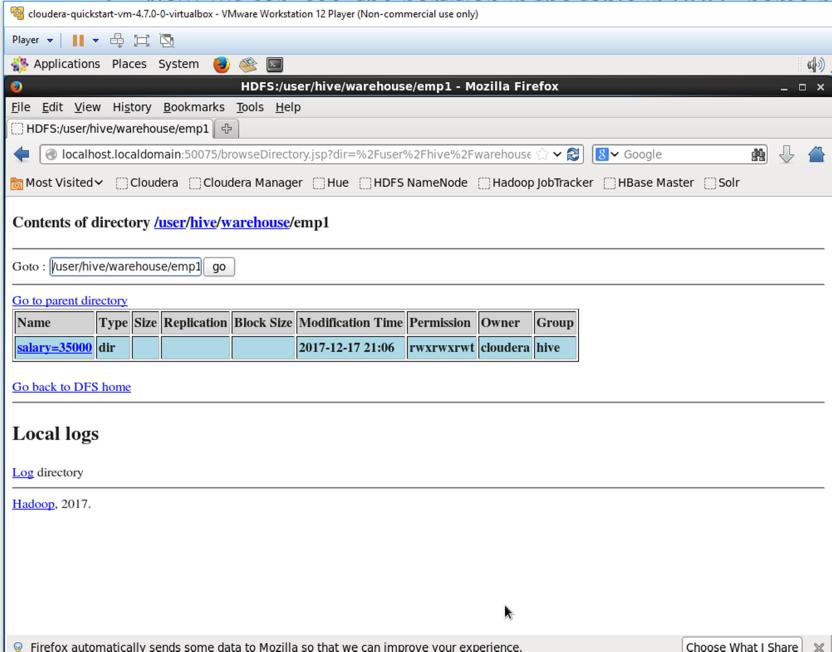 cloudera-quickstart-vm-4.7.0-0-virtualbox - VMware Workstation 12 Player (Non-commercial use only)
Player
Applications Places System
HDFS:/user/hive/warehouse/emp1 - Mozilla Firefox
File Edit View History Bookmarks Tools Help
HDFS:/user/hive/warehouse/emp1
localhost.localdomain:50075/browseDirectory.jsp?dir=%2Fuser%2Fhive%2Fwarehouse Google
Most Visited Cloudera Cloudera Manager Hue HDFS NameNode Hadoop JobTracker HBase Master Solr
Contents of directory /user/hive/warehouse/emp1
Goto : /user/hive/warehouse/emp1 go
Go to parent directory
Name Type Size Replication Block Size Modification Time Permission Owner Group
salary=35000 dir 2017-12-17 21:06 rwxrwxrwt cloudera hive
Go back to DFS home
Local logs
Log directory
Hadoop, 2017.
Firefox automatically sends some data to Mozilla so that we can improve your experience. Choose What I Share